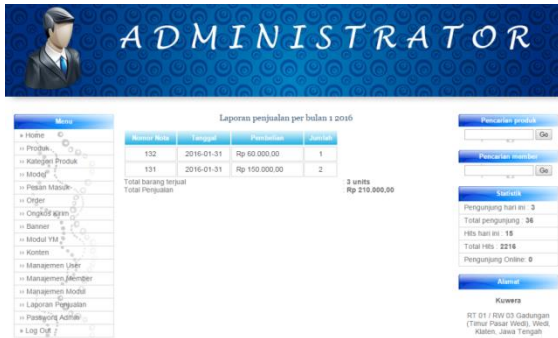 ADMINISTRATOR
Menu
» Home
» Produk
» Kategori Produk
» Model
» Pesan Masuk
» Order
» Ongkos Kirim
» Banner
» Modul YM
» Konten
» Manajemen User
» Manajemen Member
» Manajemen Modul
» Laporan Penjualan
» Password Admin
» Log Out
Laporan penjualan per bulan 1 2016
Nomor Nota Tanggal Pembelian Jumlah
132 2016-01-31 Rp 60.000,00 1
131 2016-01-31 Rp 150.000,00 2
Total barang terjual : 3 units
Total Penjualan : Rp 210.000,00
Pencarian produk
Go
Pencarian member
Go
Statistik
Pengunjung hari ini : 3
Total pengunjung : 36
Hits hari ini : 15
Total Hits : 2216
Pengunjung Online: 0
Alamat
Kuwera
RT 01 / RW 03 Gadungan
(Timur Pasar Wedi), Wedi,
Klaten, Jawa Tengah